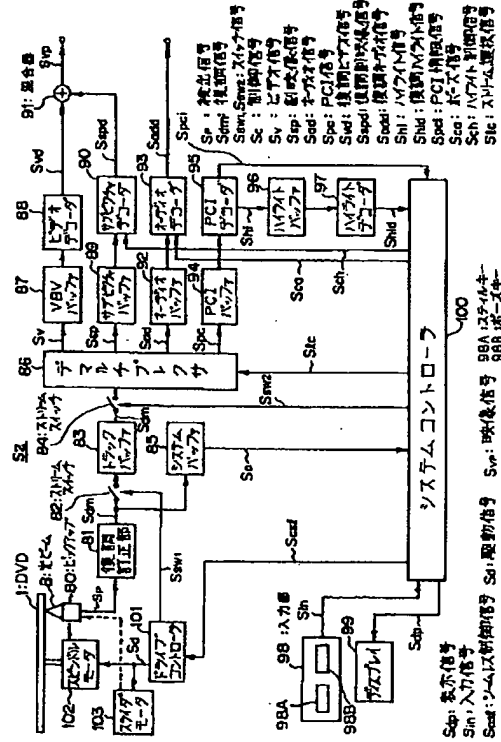 S2
1:DVD
8:光ビーム
80:ピックアップ
102
スピンドル
モータ
103
スライダ
モータ
101
ドライブ
コントローラ
Sp
Sd
81
復調
訂正部
Sdm
82:ストリーム
スイッチ
Ssw1
83
トラック
バッファ
84:ストリーム
スイッチ
Sdm
85
システム
バッファ
Ssw2
86
デマルチプレクサ
Sv
87
VBV
バッファ
88
ビデオ
デコーダ
Svd
91:混合器
Svp
Ssp
89
サブピクチャ
バッファ
90
サブピクチャ
デコーダ
Sspd
Sad
92
オーディオ
バッファ
93
オーディオ
デコーダ
Sadd
Spc
94
PCI
バッファ
95
PCI
デコーダ
Spci
Shi
96
ハイライト
バッファ
97
ハイライト
デコーダ
Shid
Sca
Sch
Slc
Sc
Scsl
100
システムコントローラ
98:入力部
98A
98B
Sin
99
ディスプレイ
Sdp
Sp:検出信号
Sdm:復調信号
Ssw1,Ssw2:スイッチ信号
Sc:制御信号
Sv:ビデオ信号
Ssp:副映像信号
Sad:オーディオ信号
Spc:PCI信号
Svd:復調ビデオ信号
Sspd:復調副映像信号
Sadd:復調オーディオ信号
Shi:ハイライト信号
Shid:復調ハイライト信号
Spci:PCI情報信号
Sca:ポーズ信号
Sch:ハイライト制御信号
Slc:ストリーム選択信号
Sdp:表示信号
Sin:入力信号
Scsl:シームレス制御信号
Sd:駆動信号
Svp:映像信号
98A:スティルキー
98B:ポーズキー